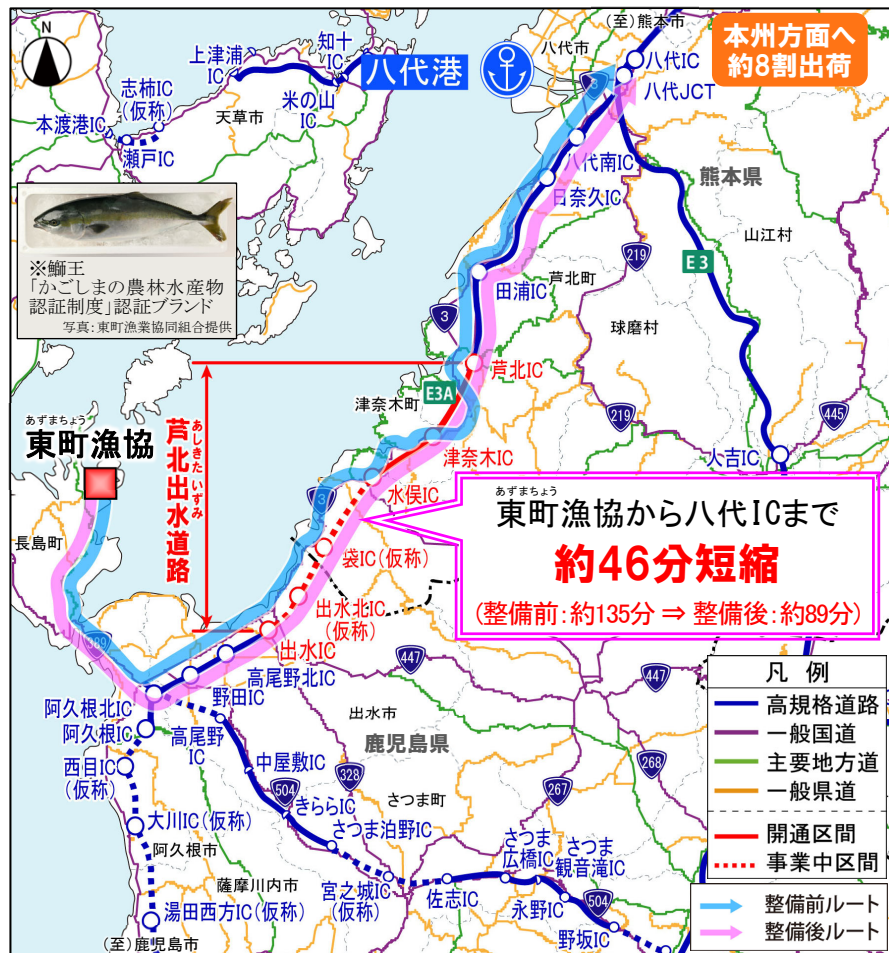 N
(至)熊本市
本州方面へ
約8割出荷
上津浦
IC
知十
IC
八代港
八代市
八代IC
八代JCT
3
志柿IC
(仮称)
本渡港IC
瀬戸IC
天草市
米の山
IC
八代南IC
日奈久IC
熊本県
山江村
219
E3
※鰤王
「かごしまの農林水産物
認証制度」認証ブランド
写真:東町漁業協同組合提供
田浦IC
芦北町
球磨村
3
芦北IC
E3A
津奈木町
219
445
人吉IC
あずまちょう
東町漁協
あしきた いずみ
芦北出水道路
津奈木IC
水俣IC
3
袋IC(仮称)
出水北IC
(仮称)
出水IC
あずまちょう
東町漁協から八代ICまで
約46分短縮
(整備前:約135分 ⇒ 整備後:約89分)
長島町
389
高尾野北IC
野田IC
447
447
阿久根北IC
阿久根IC
高尾野
IC
出水市
鹿児島県
西目IC
(仮称)
中屋敷IC
504
328
268
267
きららIC
さつま町
さつま泊野IC
大川IC(仮称)
阿久根市
さつま
広橋IC
さつま
観音滝IC
薩摩川内市
宮之城IC
(仮称)
佐志IC
永野IC
504
野坂IC
湯田西方IC(仮称)
(至)鹿児島市
凡 例
高規格道路
一般国道
主要地方道
一般県道
開通区間
事業中区間
整備前ルート
整備後ルート